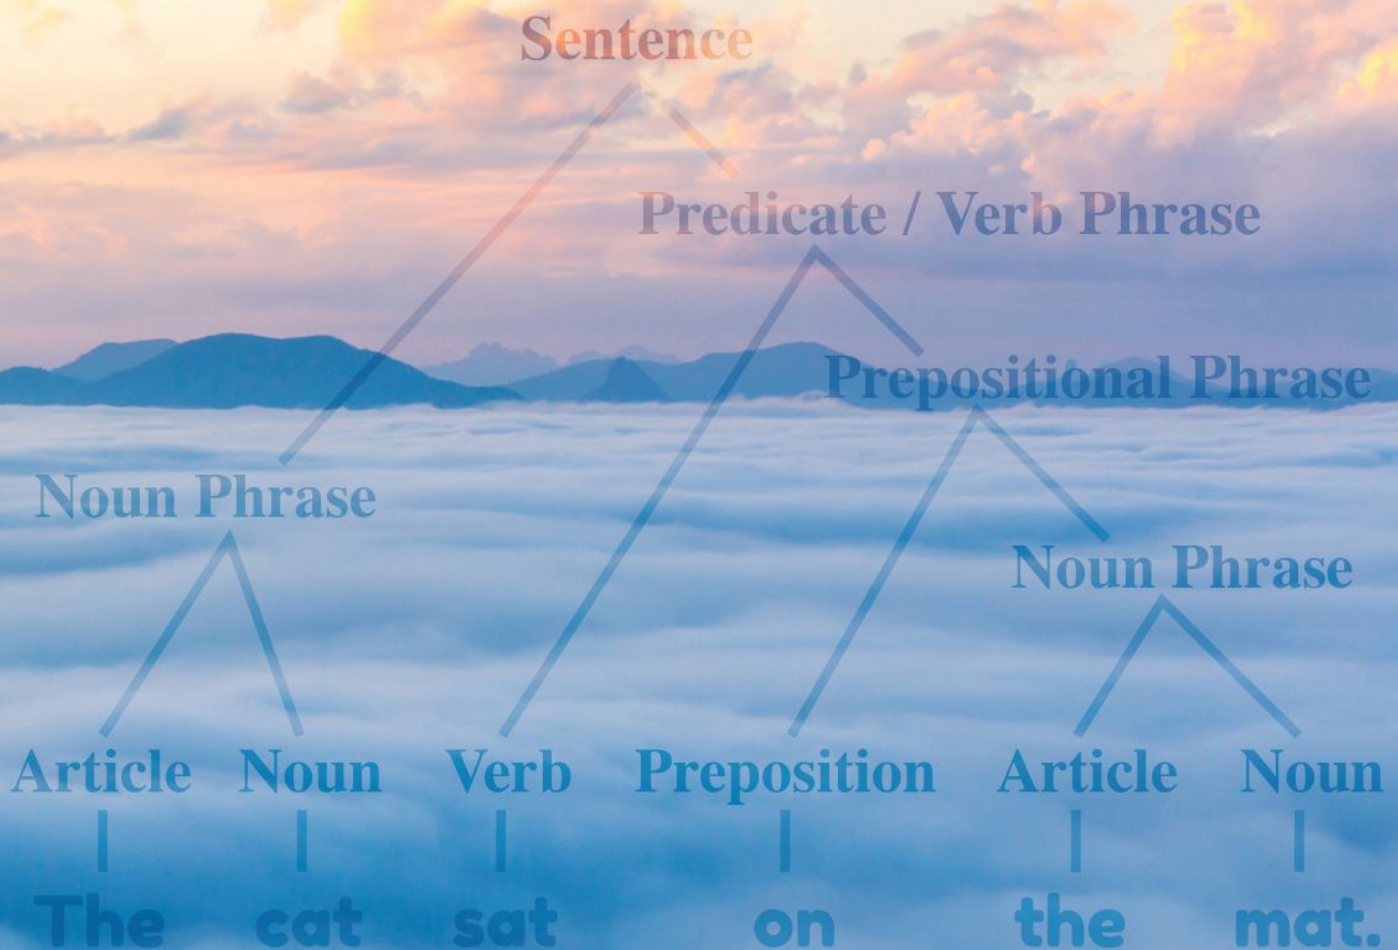 Sentence
Predicate / Verb Phrase
Prepositional Phrase
Noun Phrase
Noun Phrase
Article Noun Verb Preposition Article Noun
The cat sat on the mat.